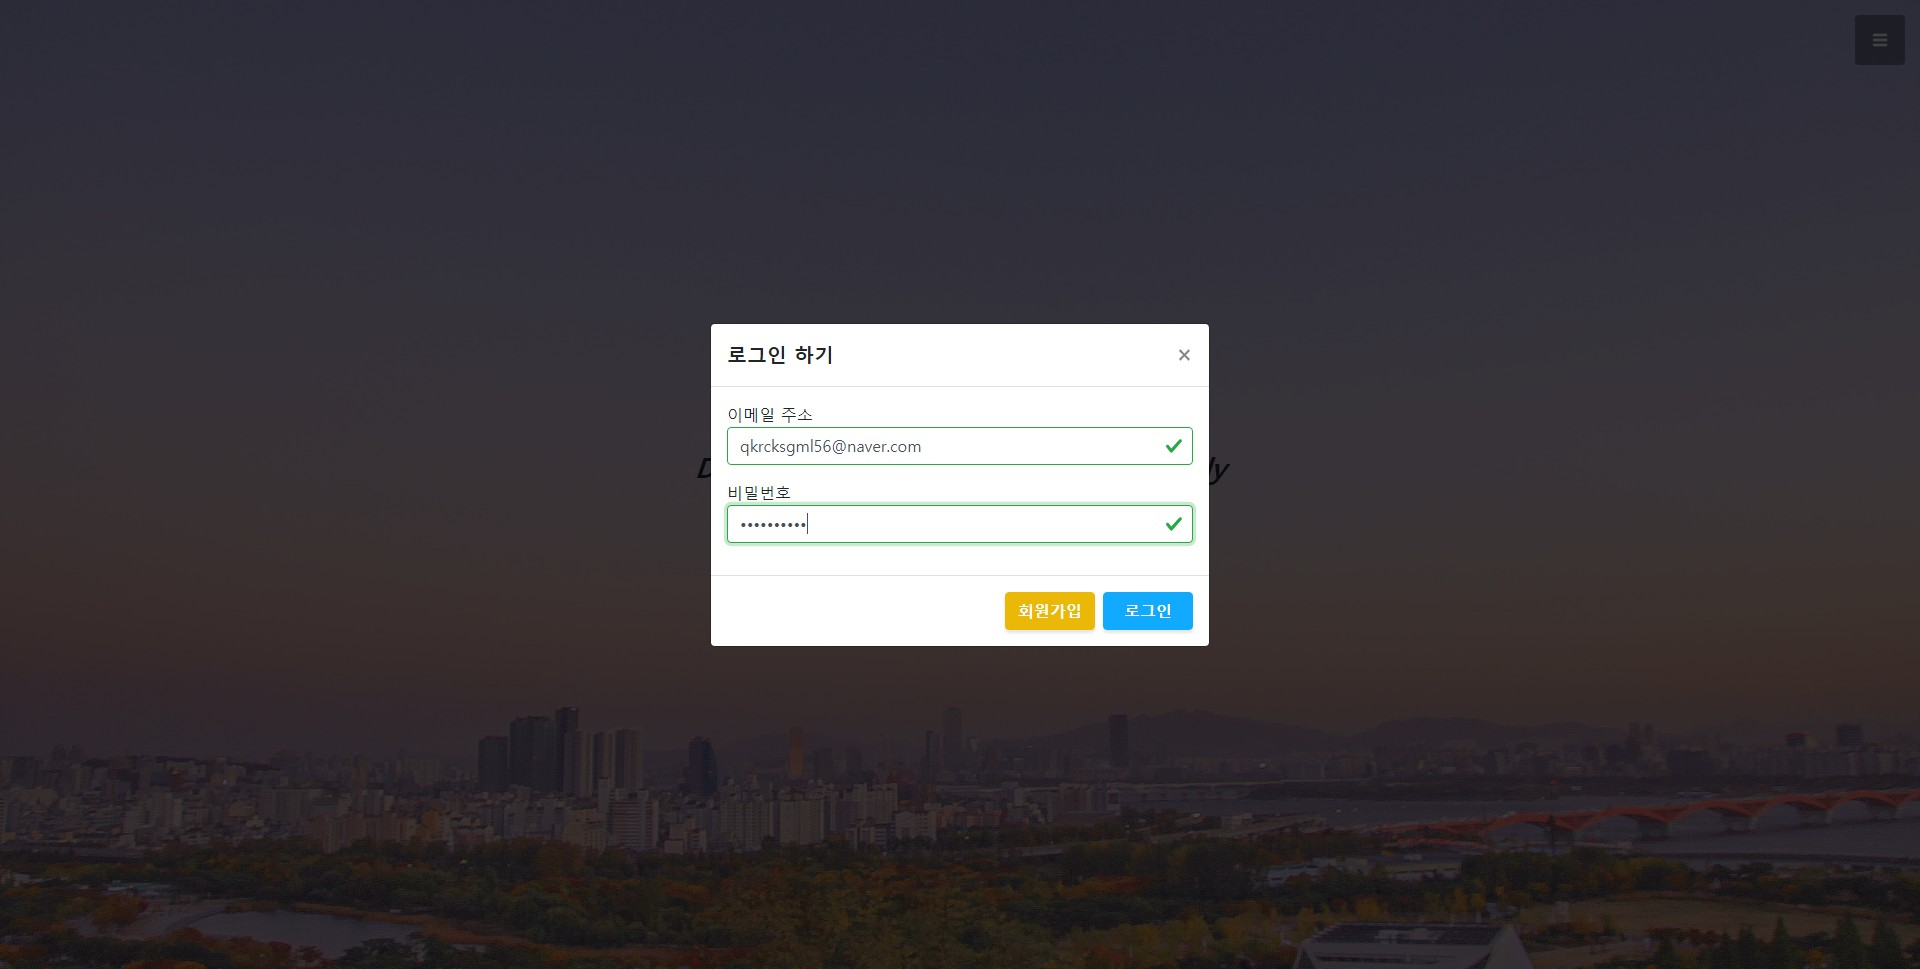 로그인 하기 ×
이메일 주소
qkrcksgml56@naver.com
비밀번호
••••••••••
회원가입 로그인